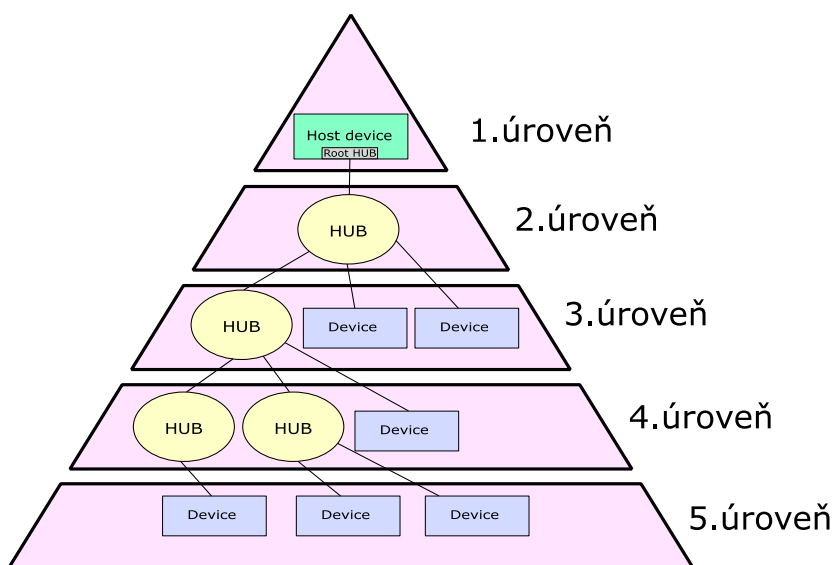 Host device
Root HUB
1.úroveň
HUB
2.úroveň
HUB
Device
Device
3.úroveň
HUB
HUB
Device
4.úroveň
Device
Device
Device
5.úroveň